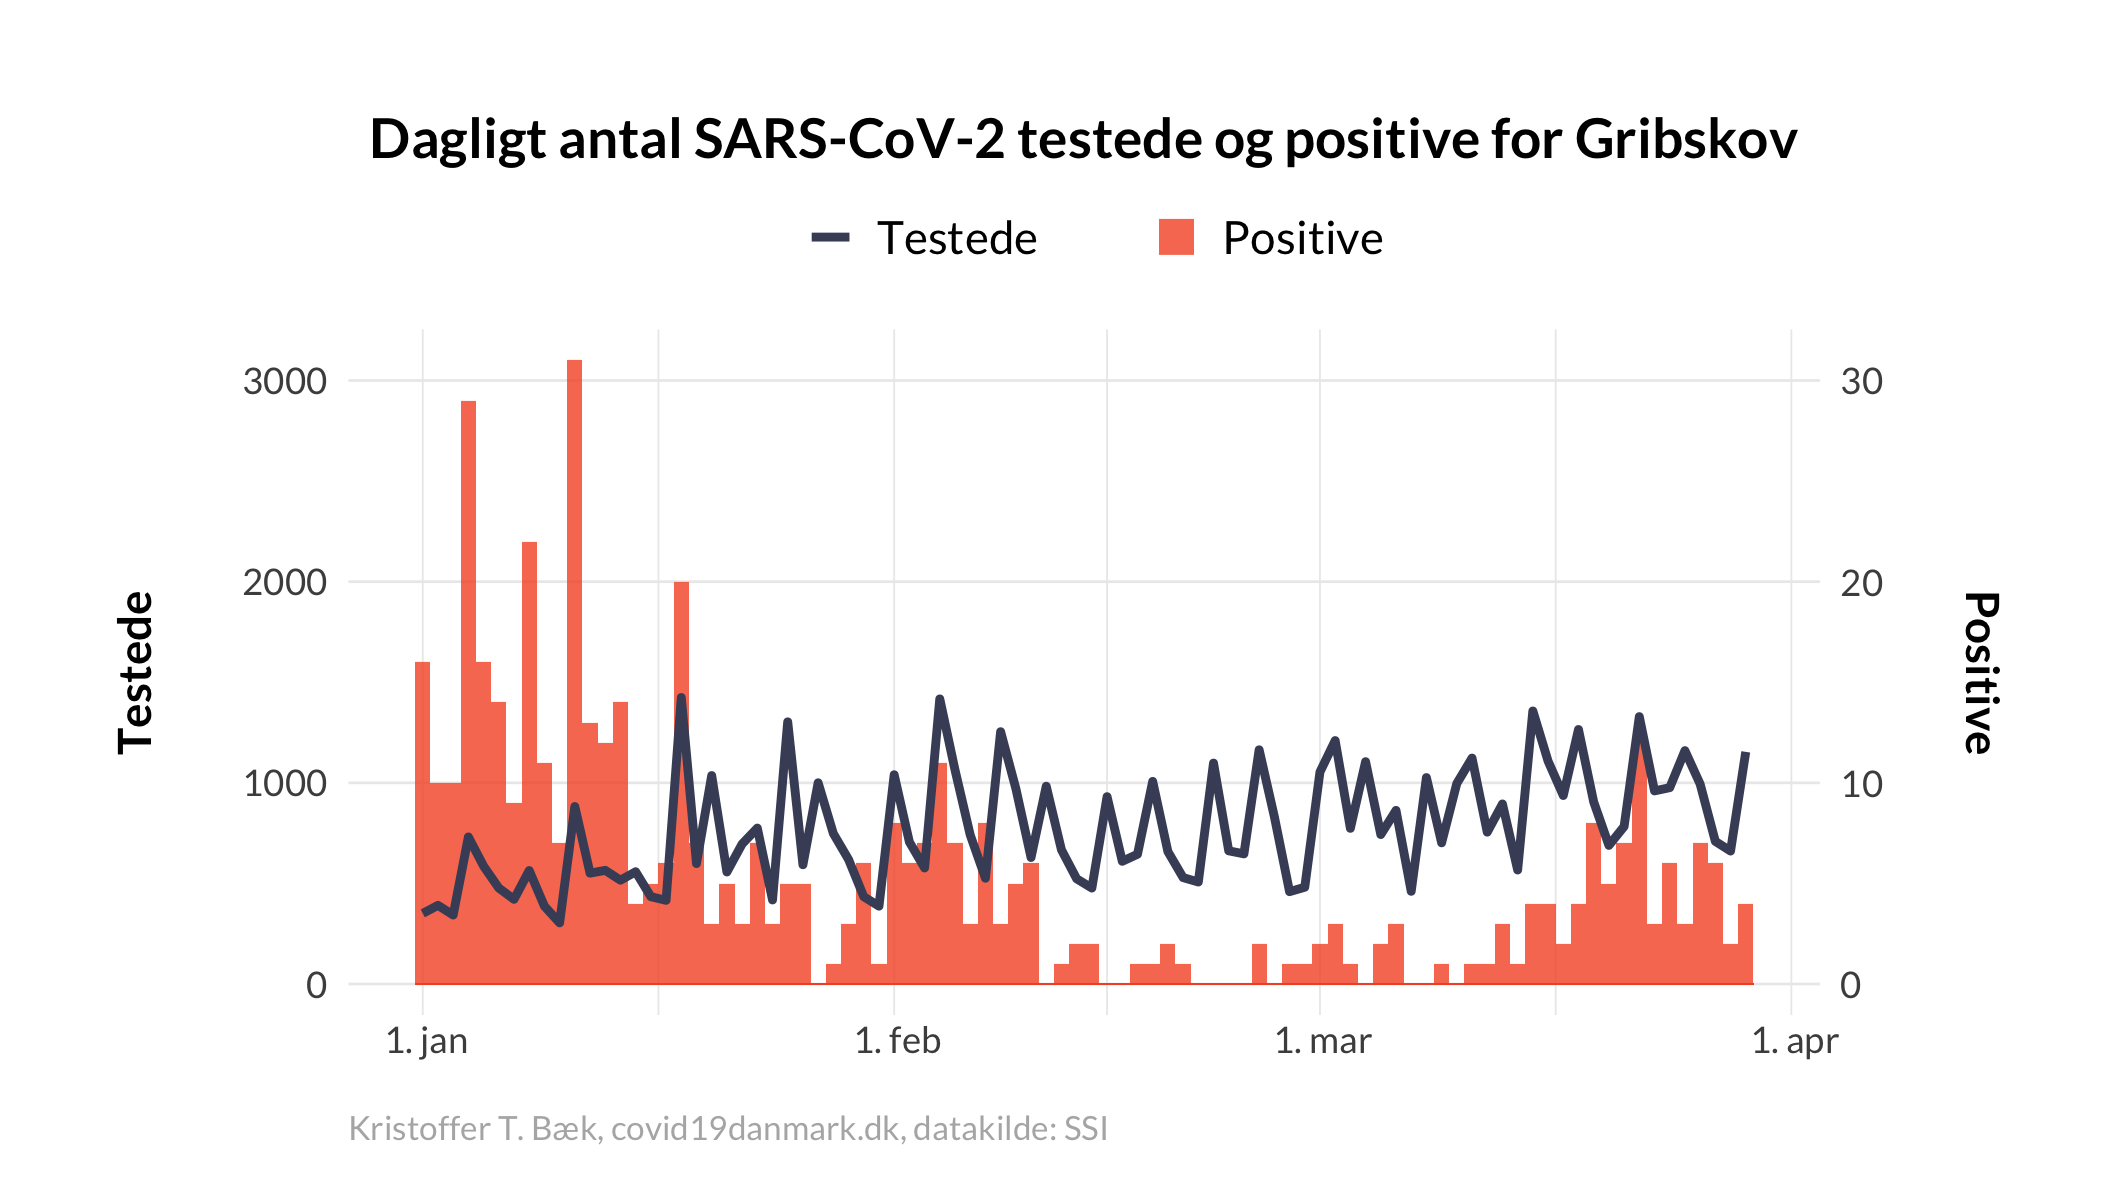 Dagligt antal SARS-CoV-2 testede og positive for Gribskov
Testede
Positive
3000
2000
1000
0
30
20
10
0
Testede
Positive
1. jan
1. feb
1. mar
1. apr
Kristoffer T. Bæk, covid19danmark.dk, datakilde: SSI